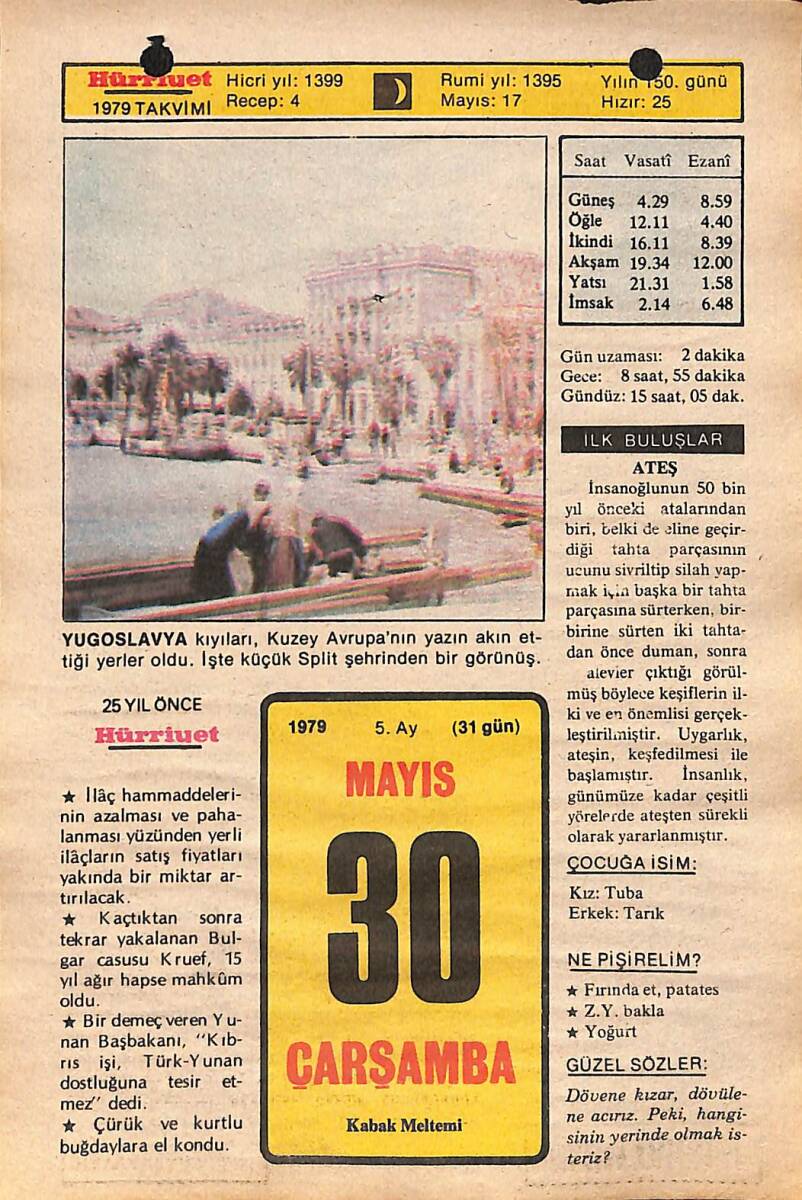 Hürriyet
1979 TAKVİMİ
Hicri yıl: 1399
Recep: 4
Rumi yıl: 1395
Mayıs: 17
Yılın 150. günü
Hızır: 25
Saat Vasatî Ezanî
Güneş 4.29 8.59
Öğle 12.11 4.40
İkindi 16.11 8.39
Akşam 19.34 12.00
Yatsı 21.31 1.58
İmsak 2.14 6.48
Gün uzaması: 2 dakika
Gece: 8 saat, 55 dakika
Gündüz: 15 saat, 05 dak.
YUGOSLAVYA kıyıları, Kuzey Avrupa'nın yazın akın et-
tiği yerler oldu. İşte küçük Split şehrinden bir görünüş.
İLK BULUŞLAR
ATEŞ
İnsanoğlunun 50 bin
yıl önceki atalarından
biri, belki de eline geçir-
diği tahta parçasının
ucunu sivriltip silah yap-
mak için başka bir tahta
parçasına sürterken, bir-
birine sürten iki tahta-
dan önce duman, sonra
alevler çıktığı görül-
müş böylece keşiflerin il-
ki ve en önemlisi gerçek-
leştirilmiştir. Uygarlık,
ateşin, keşfedilmesi ile
başlamıştır. İnsanlık,
günümüze kadar çeşitli
yörelerde ateşten sürekli
olarak yararlanmıştır.
ÇOCUĞA İSİM:
Kız: Tuba
Erkek: Tarık
NE PİŞİRELİM?
★ Fırında et, patates
★ Z.Y. bakla
★ Yoğurt
GÜZEL SÖZLER:
Dövene kızar, dövüle-
ne acırız. Peki, hangi-
sinin yerinde olmak is-
teriz?
25 YIL ÖNCE
Hürriyet
★ İlâç hammaddeleri-
nin azalması ve paha-
lanması yüzünden yerli
ilâçların satış fiyatları
yakında bir miktar ar-
tırılacak.
★ Kaçtıktan sonra
tekrar yakalanan Bul-
gar casusu Kruef, 15
yıl ağır hapse mahkûm
oldu.
★ Bir demeç veren Yu-
nan Başbakanı, "Kıb-
rıs işi, Türk-Yunan
dostluğuna tesir et-
mez" dedi.
★ Çürük ve kurtlu
buğdaylara el kondu.
1979 5. Ay (31 gün)
MAYIS
30
ÇARŞAMBA
Kabak Meltemi